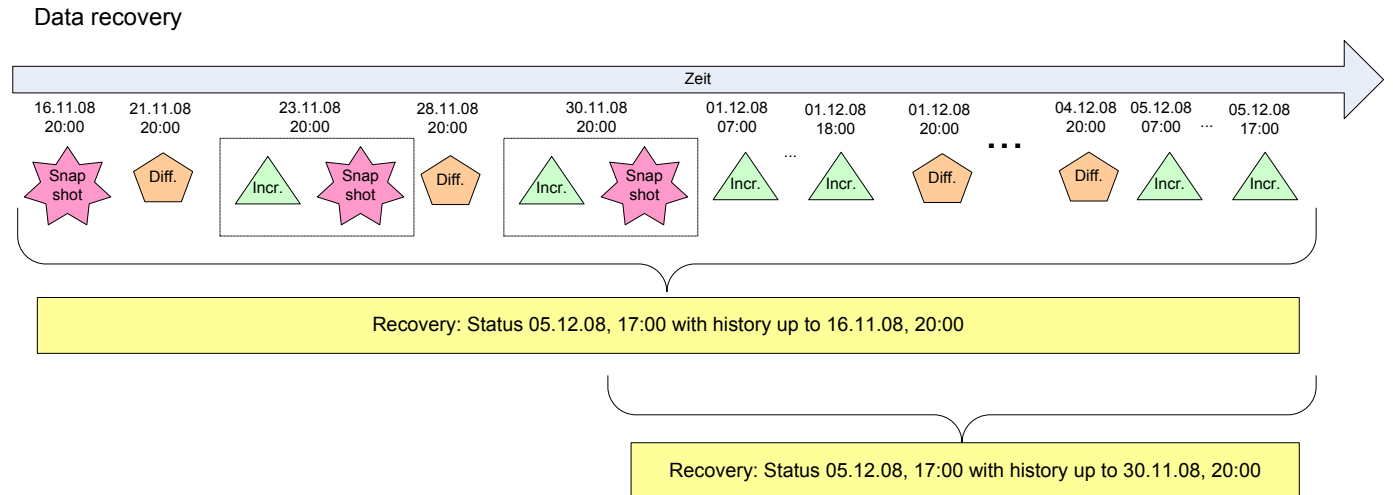 Data recovery
Zeit
16.11.08
20:00
21.11.08
20:00
23.11.08
20:00
28.11.08
20:00
30.11.08
20:00
01.12.08
07:00
01.12.08
18:00
01.12.08
20:00
...
04.12.08
20:00
05.12.08
07:00
...
05.12.08
17:00
Snap
shot
Diff.
Incr.
Snap
shot
Diff.
Incr.
Snap
shot
Incr.
...
Incr.
Diff.
Diff.
Incr.
Incr.
Recovery: Status 05.12.08, 17:00 with history up to 16.11.08, 20:00
Recovery: Status 05.12.08, 17:00 with history up to 30.11.08, 20:00